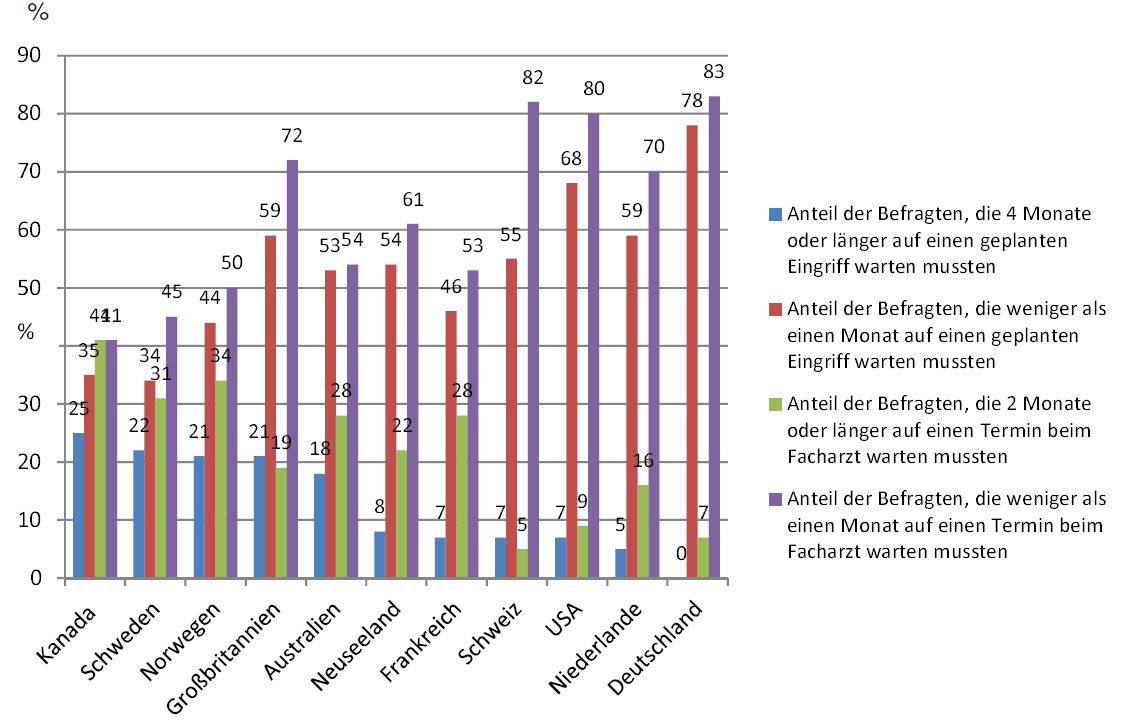 %
90
80
70
60
50
%
30
20
10
0
25 35 41 41
22 34 31 45
21 44 34 50
21 59 19 72
18 53 28 54
8 54 22 61
7 46 28 53
7 55 5 82
7 68 9 80
5 59 16 70
0 78 7 83
Kanada
Schweden
Norwegen
Großbritannien
Australien
Neuseeland
Frankreich
Schweiz
USA
Niederlande
Deutschland
Anteil der Befragten, die 4 Monate
oder länger auf einen geplanten
Eingriff warten mussten
Anteil der Befragten, die weniger als
einen Monat auf einen geplanten
Eingriff warten mussten
Anteil der Befragten, die 2 Monate
oder länger auf einen Termin beim
Facharzt warten mussten
Anteil der Befragten, die weniger als
einen Monat auf einen Termin beim
Facharzt warten mussten